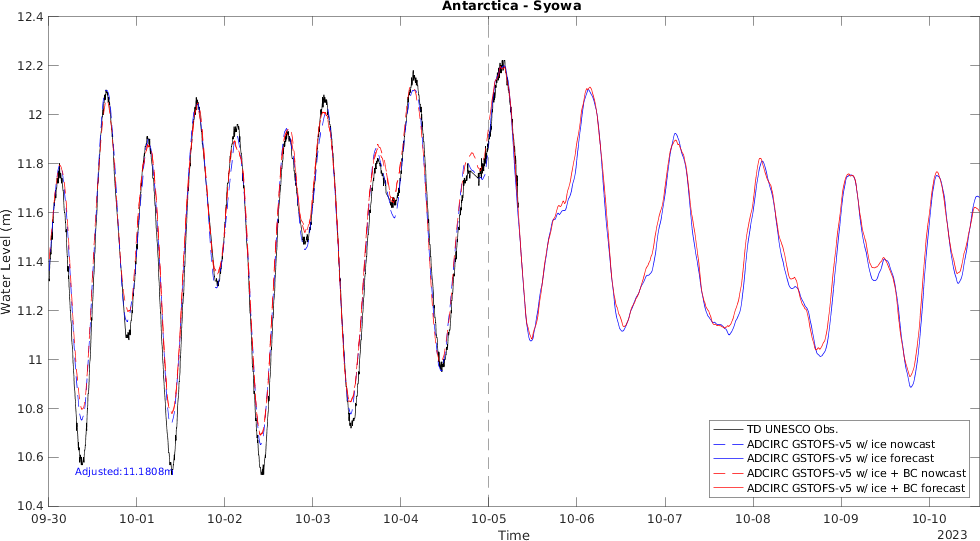 Antarctica - Syowa
12.4
12.2
12
11.8
11.6
11.4
11.2
11
10.8
10.6
10.4
Water Level (m)
Adjusted:11.1808m
TD UNESCO Obs.
ADCIRC GSTOFS-v5 w/ ice nowcast
ADCIRC GSTOFS-v5 w/ ice forecast
ADCIRC GSTOFS-v5 w/ ice + BC nowcast
ADCIRC GSTOFS-v5 w/ ice + BC forecast
09-30 10-01 10-02 10-03 10-04 10-05 10-06 10-07 10-08 10-09 10-10
Time
2023